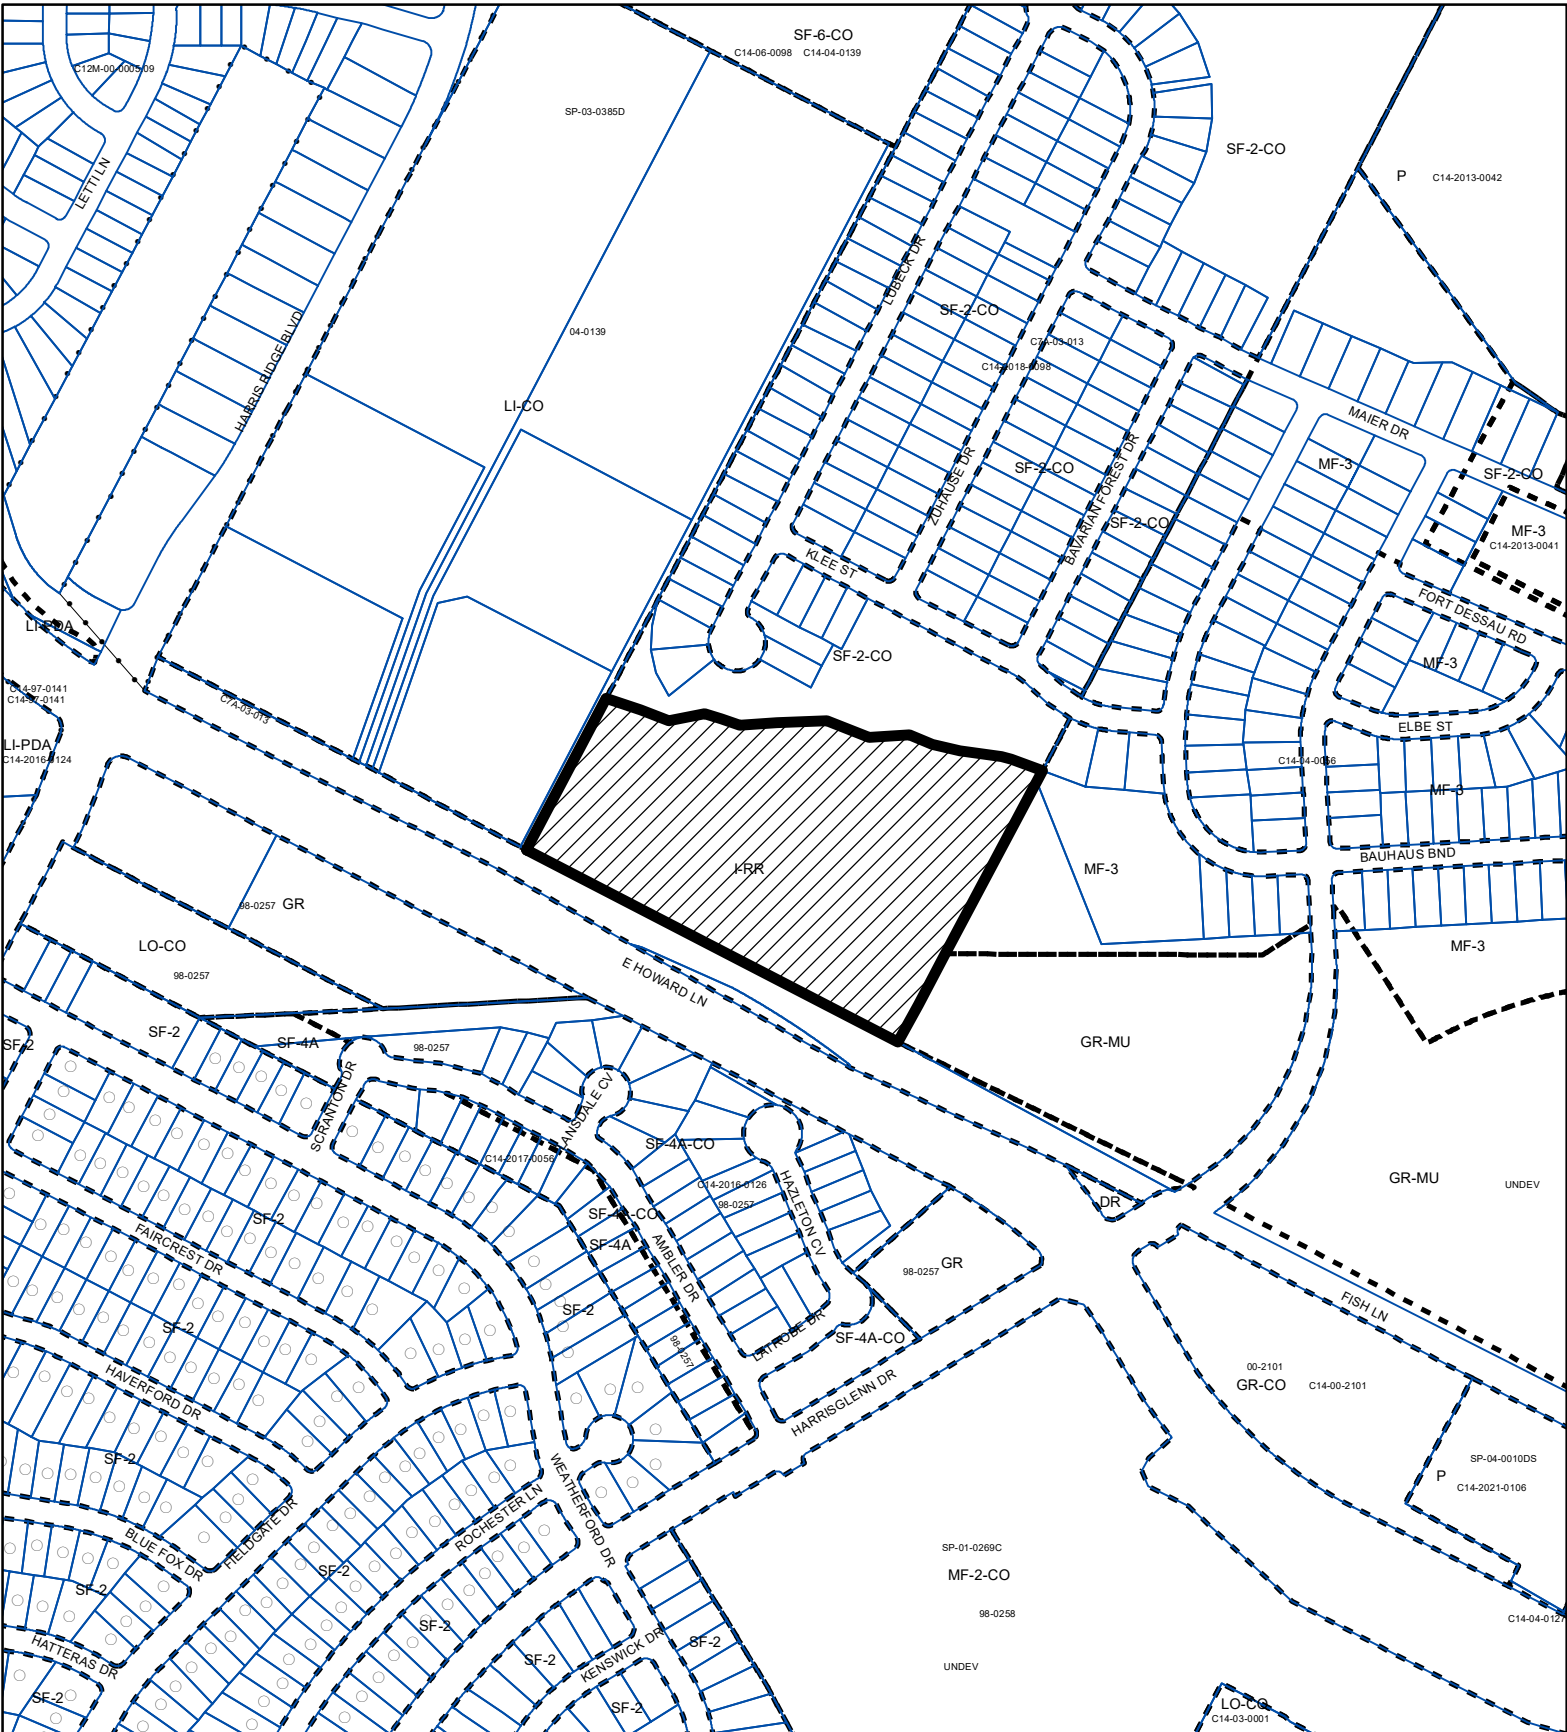 SF-6-CO
C14-06-0098 C14-04-0139
C12M-00-0005-09
SP-03-0385D
SF-2-CO
P C14-2013-0042
LETTI LN
LUBECK DR
HARRIS RIDGE BLVD
04-0139
SF-2-CO
C7A-03-013
C14-2018-0098
LI-CO
MAIER DR
MF-3
SF-2-CO
ZUHAUSE DR
SF-2-CO
BAVARIAN FOREST DR
SF-2-CO
MF-3
C14-2013-0041
KLEE ST
FORT DESSAU RD
LI-PDA
SF-2-CO
MF-3
C14-97-0141
C14-97-0141
C7A-03-013
ELBE ST
LI-PDA
C14-2016-0124
C14-04-0066
MF-3
BAUHAUS BND
I-RR
MF-3
98-0257 GR
LO-CO
98-0257
MF-3
E HOWARD LN
SF-2
SF-2
SF-4A
98-0257
GR-MU
SCRANTON DR
LANSDALE CV
SF-4A-CO
C14-2017-0056
C14-2016-0126
98-0257
HAZLETON CV
GR-MU
UNDEV
DR
SF-2
SF-4A-CO
SF-4A
AMBLER DR
FAIRCREST DR
98-0257 GR
SF-2
SF-2
FISH LN
LATROBE DR
SF-4A-CO
98-0257
HAVERFORD DR
HARRISGLENN DR
00-2101
GR-CO C14-00-2101
SF-2
SP-04-0010DS
P
C14-2021-0106
WEATHERFORD DR
ROCHESTER LN
FIELDGATE DR
BLUE FOX DR
SF-2
SF-2
SP-01-0269C
MF-2-CO
98-0258
C14-04-0127
SF-2
HATTERAS DR
SF-2
KENSWICK DR
SF-2
UNDEV
SF-2
SF-2
LO-CO
C14-03-0001